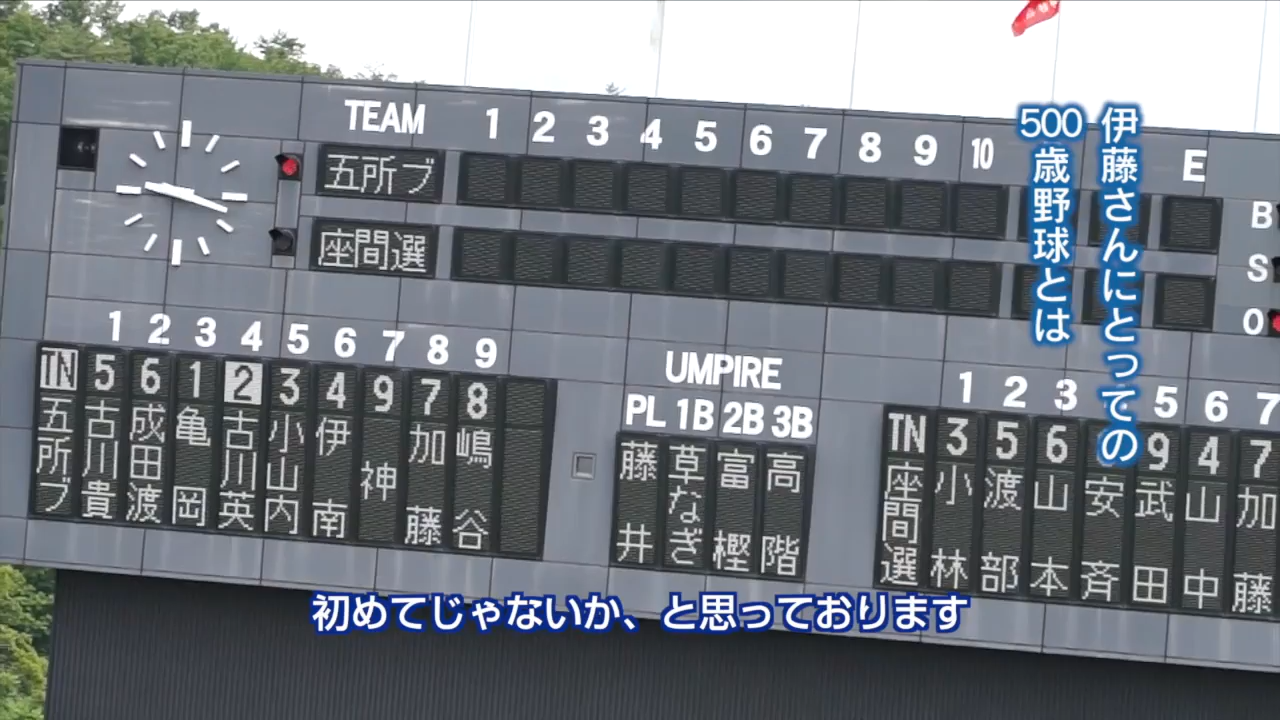 伊藤さんにとっての
500歳野球とは
TEAM 1 2 3 4 5 6 7 8 9 10 E
五所ブ
座間選
B
S
O
1 2 3 4 5 6 7 8 9
TN 5 6 1 2 3 4 9 7 8
五所ブ 古川貴 成田渡 亀岡 古川英 小山内 伊南 神 加藤 嶋谷
UMPIRE
PL 1B 2B 3B
藤井 草なぎ 富樫 高階
1 2 3 5 6 7
TN 3 5 6 9 4 7
座間選 小林 渡部 山本 安斉 武田 山中 加藤
初めてじゃないか、と思っております